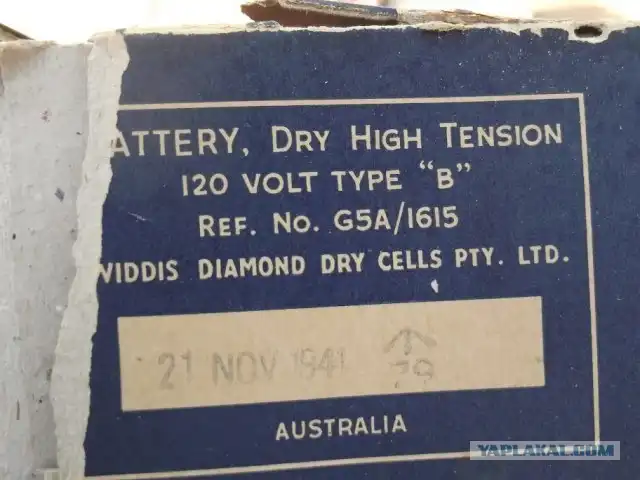 ATTERY, DRY HIGH TENSION
120 VOLT TYPE "B"
REF. No. G5A/1615
WIDDIS DIAMOND DRY CELLS PTY. LTD.
21 NOV 1941 79
AUSTRALIA
YAPLAKAL.COM